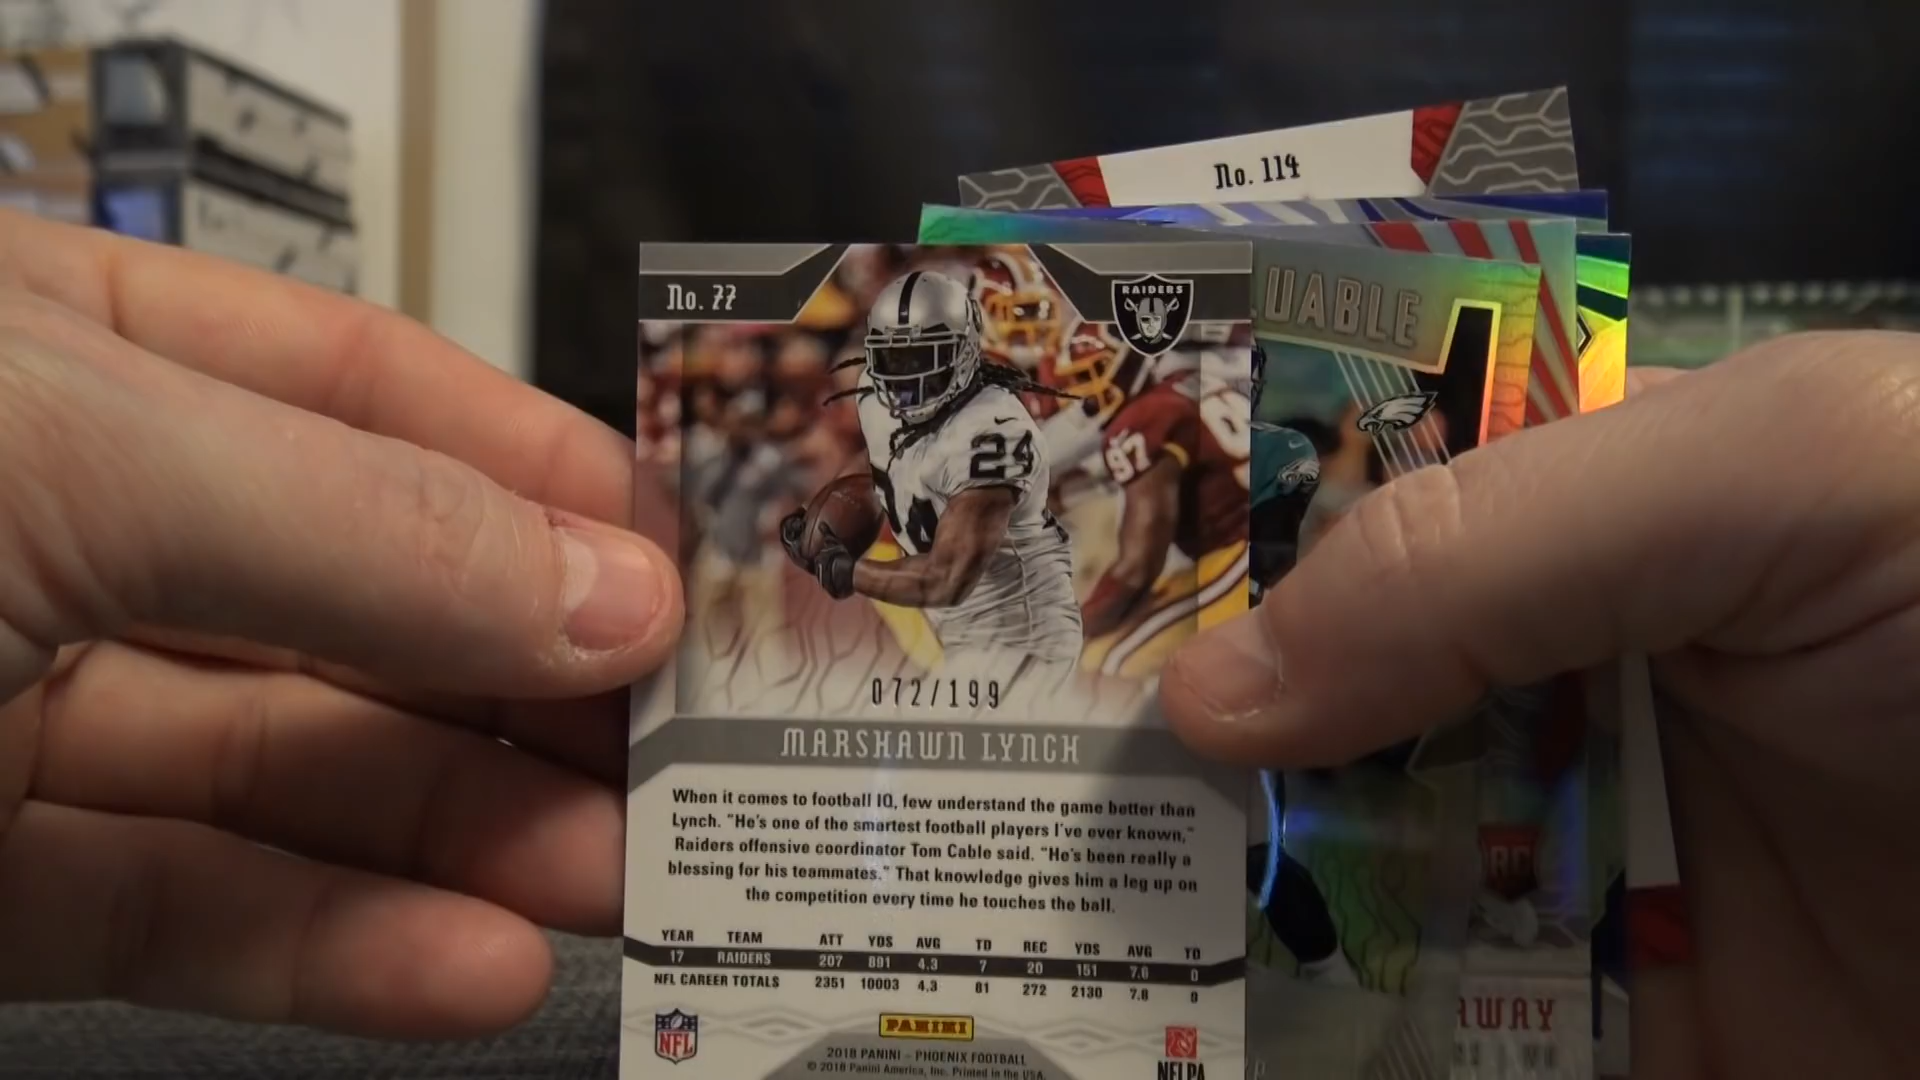 No. 114
No. 77
RAIDERS
UABLE
24
97
072/199
MARSHAWN LYNCH
When it comes to football IQ, few understand the game better than
Lynch. "He's one of the smartest football players I've ever known,"
Raiders offensive coordinator Tom Cable said. "He's been really a
blessing for his teammates." That knowledge gives him a leg up on
the competition every time he touches the ball.
YEAR TEAM ATT YDS AVG TD REC YDS AVG TD
17 RAIDERS 207 891 4.3 7 20 151 7.6 0
NFL CAREER TOTALS 2351 10003 4.3 81 272 2130 7.8 9
RC
AWAY
NFL
PANINI
2018 PANINI – PHOENIX FOOTBALL
© 2018 Panini America, Inc. Printed in the USA.
NFLPA